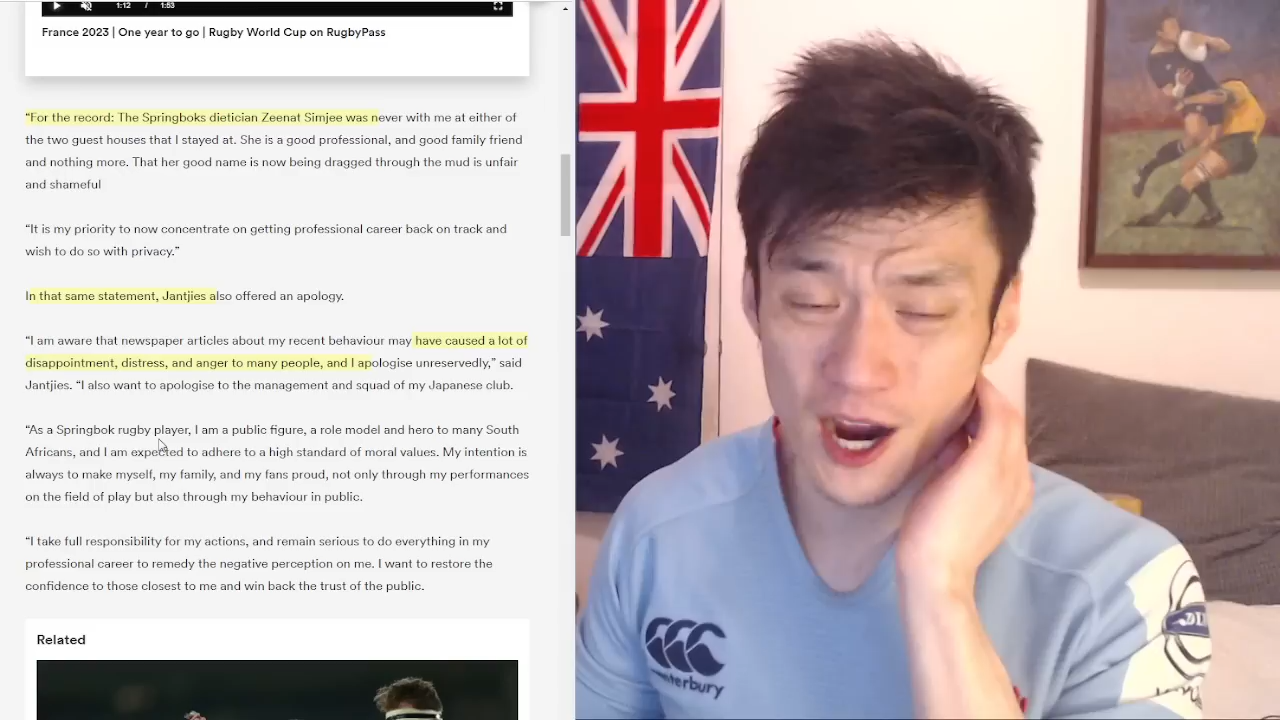 1:12 / 1:53
France 2023 | One year to go | Rugby World Cup on RugbyPass
“For the record: The Springboks dietician Zeenat Simjee was never with me at either of
the two guest houses that I stayed at. She is a good professional, and good family friend
and nothing more. That her good name is now being dragged through the mud is unfair
and shameful
“It is my priority to now concentrate on getting professional career back on track and
wish to do so with privacy.”
In that same statement, Jantjies also offered an apology.
“I am aware that newspaper articles about my recent behaviour may have caused a lot of
disappointment, distress, and anger to many people, and I apologise unreservedly,” said
Jantjies. “I also want to apologise to the management and squad of my Japanese club.
“As a Springbok rugby player, I am a public figure, a role model and hero to many South
Africans, and I am expected to adhere to a high standard of moral values. My intention is
always to make myself, my family, and my fans proud, not only through my performances
on the field of play but also through my behaviour in public.
“I take full responsibility for my actions, and remain serious to do everything in my
professional career to remedy the negative perception on me. I want to restore the
confidence to those closest to me and win back the trust of the public.
Related
canterbury